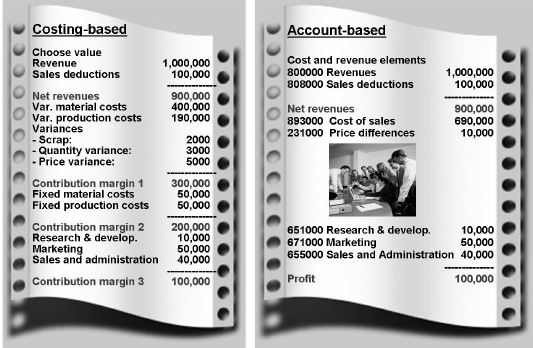 Costing-based
Choose value
Revenue 1,000,000
Sales deductions 100,000
Net revenues 900,000
Var. material costs 400,000
Var. production costs 190,000
Variances
- Scrap: 2000
- Quantity variance: 3000
- Price variance: 5000
Contribution margin 1 300,000
Fixed material costs 50,000
Fixed production costs 50,000
Contribution margin 2 200,000
Research & develop. 10,000
Marketing 50,000
Sales and administration 40,000
Contribution margin 3 100,000
Account-based
Cost and revenue elements
800000 Revenues 1,000,000
808000 Sales deductions 100,000
Net revenues 900,000
893000 Cost of sales 690,000
231000 Price differences 10,000
651000 Research & develop. 10,000
671000 Marketing 50,000
655000 Sales and Administration 40,000
Profit 100,000